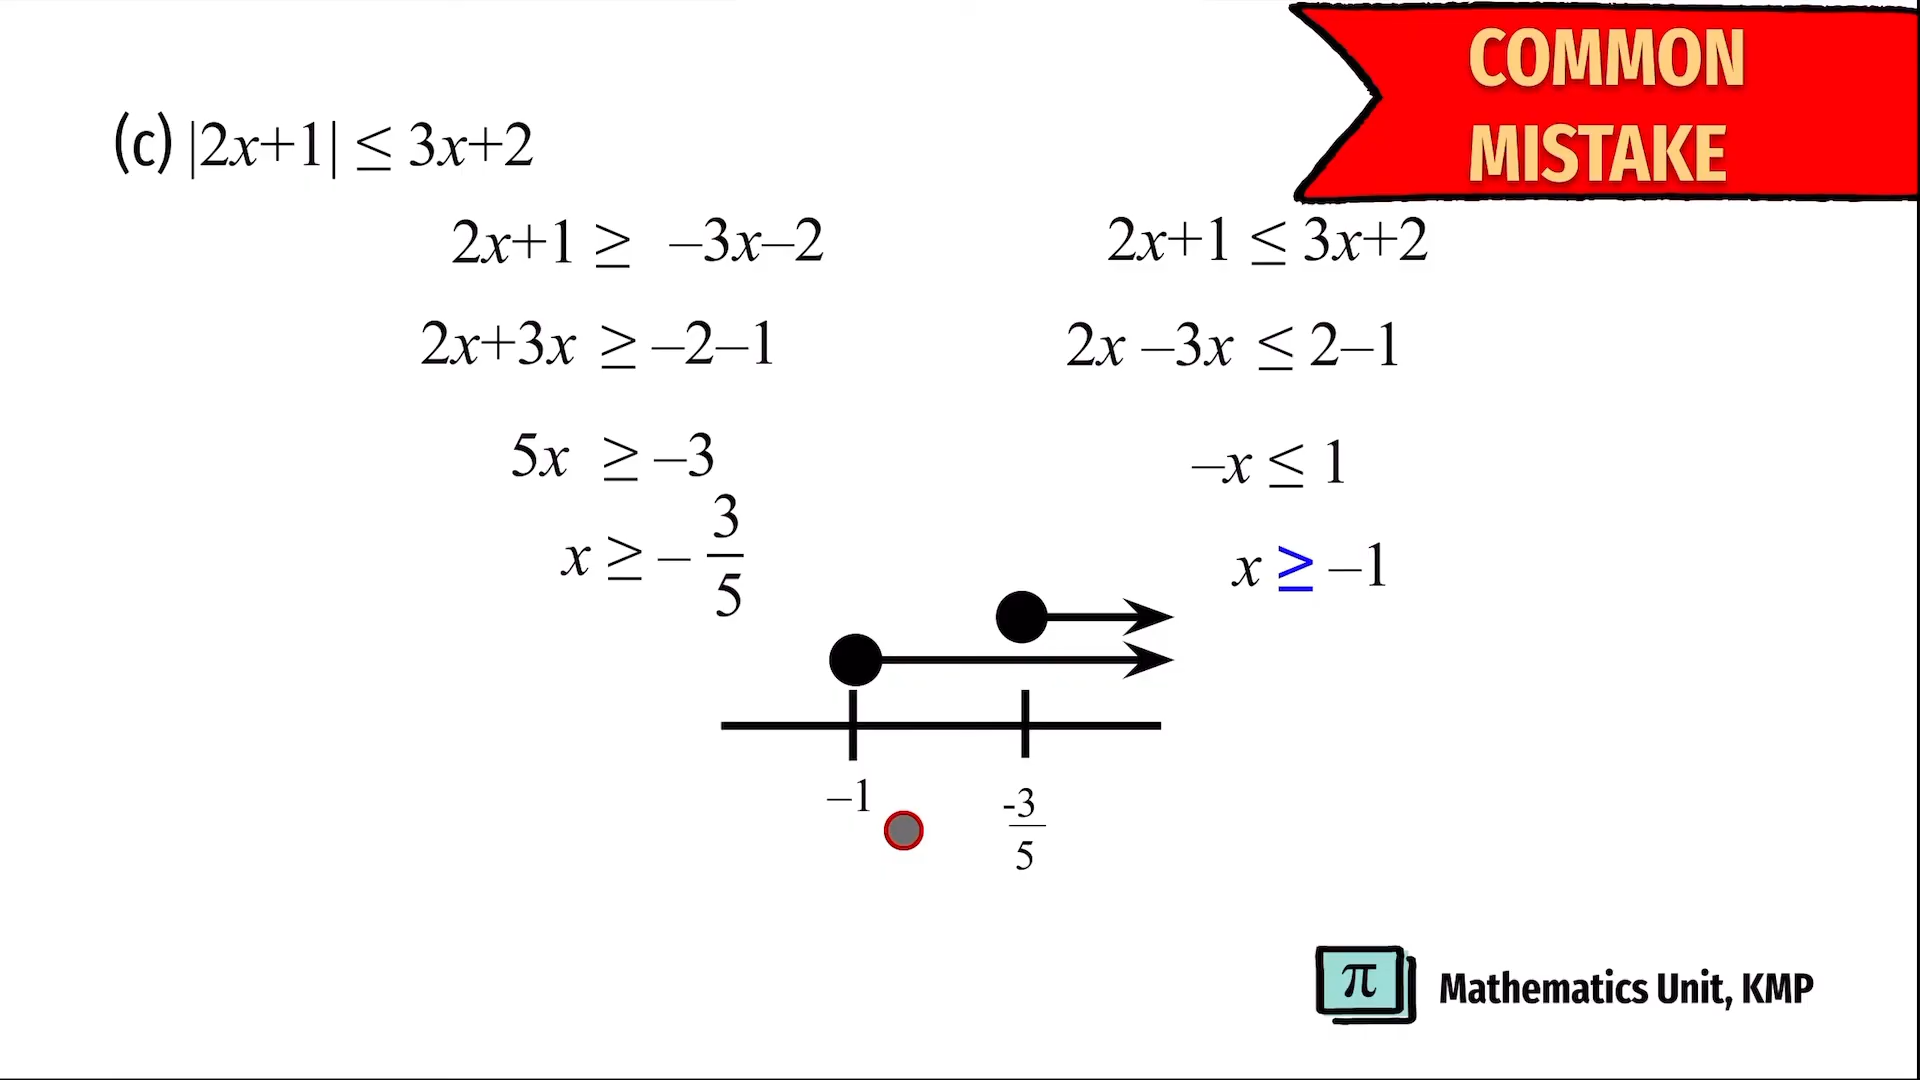 COMMON
MISTAKE
(c) |2x+1| ≤ 3x+2
2x+1 ≥ –3x–2
2x+3x ≥ –2–1
5x ≥ –3
x ≥ – 3/5
2x+1 ≤ 3x+2
2x –3x ≤ 2–1
–x ≤ 1
x ≥ –1
–1
-3/5
π Mathematics Unit, KMP